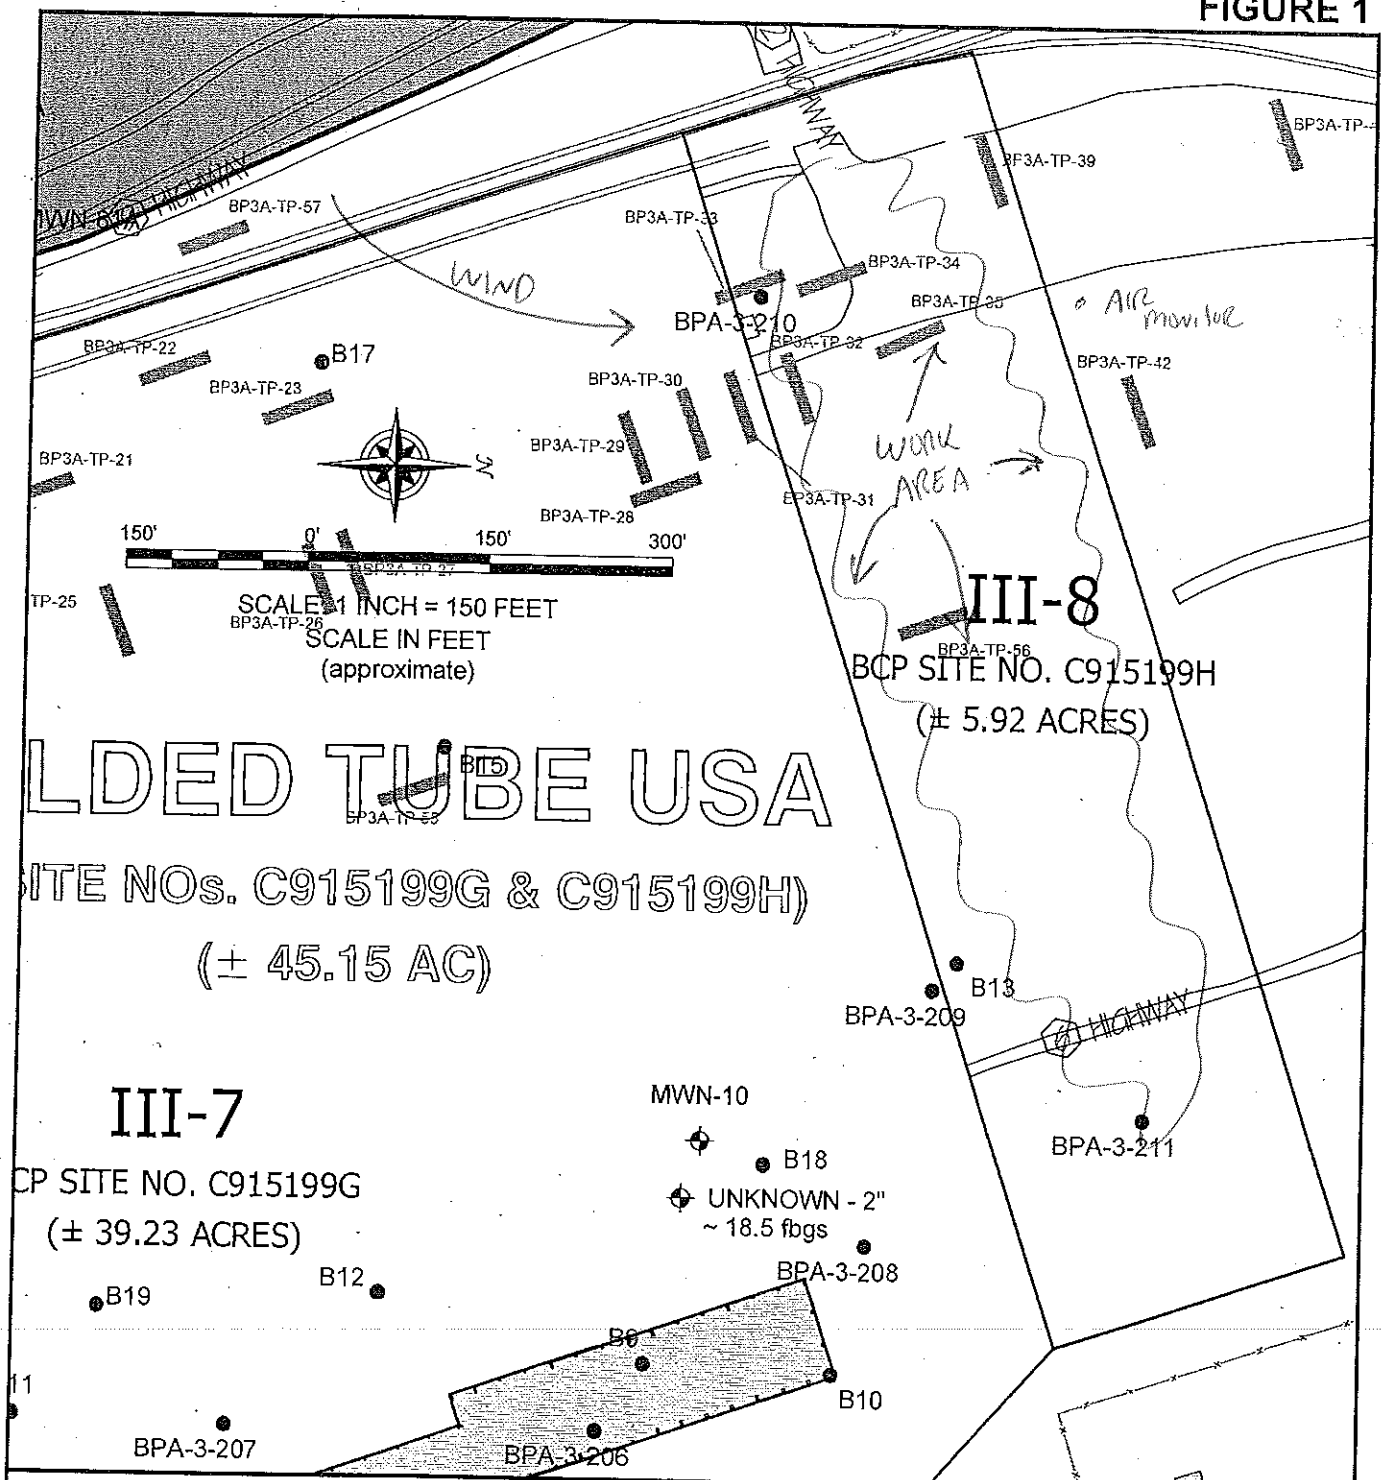 FIGURE 1
HIGHWAY
HIGHWAY
BP3A-TP-57
BP3A-TP-39
BP3A-TP-
BP3A-TP-33
BP3A-TP-34
WIND
BPA-3-210
BP3A-TP-35
AIR
MONITOR
BP3A-TP-22
B17
BP3A-TP-32
BP3A-TP-42
BP3A-TP-23
BP3A-TP-30
BP3A-TP-29
WORK
AREA
BP3A-TP-21
N
BP3A-TP-31
BP3A-TP-28
150' 0' 150' 300'
BP3A-TP-27
TP-25
SCALE: 1 INCH = 150 FEET
BP3A-TP-26
SCALE IN FEET
(approximate)
III-8
BP3A-TP-56
BCP SITE NO. C915199H
(± 5.92 ACRES)
LDED TUBE USA
B15
BP3A-TP-55
SITE NOs. C915199G & C915199H)
(± 45.15 AC)
B13
BPA-3-209
HIGHWAY
III-7
MWN-10
BPA-3-211
B18
CP SITE NO. C915199G
UNKNOWN - 2"
~ 18.5 fbgs
(± 39.23 ACRES)
BPA-3-208
B12
B19
B9
11
B10
BPA-3-207
BPA-3-206